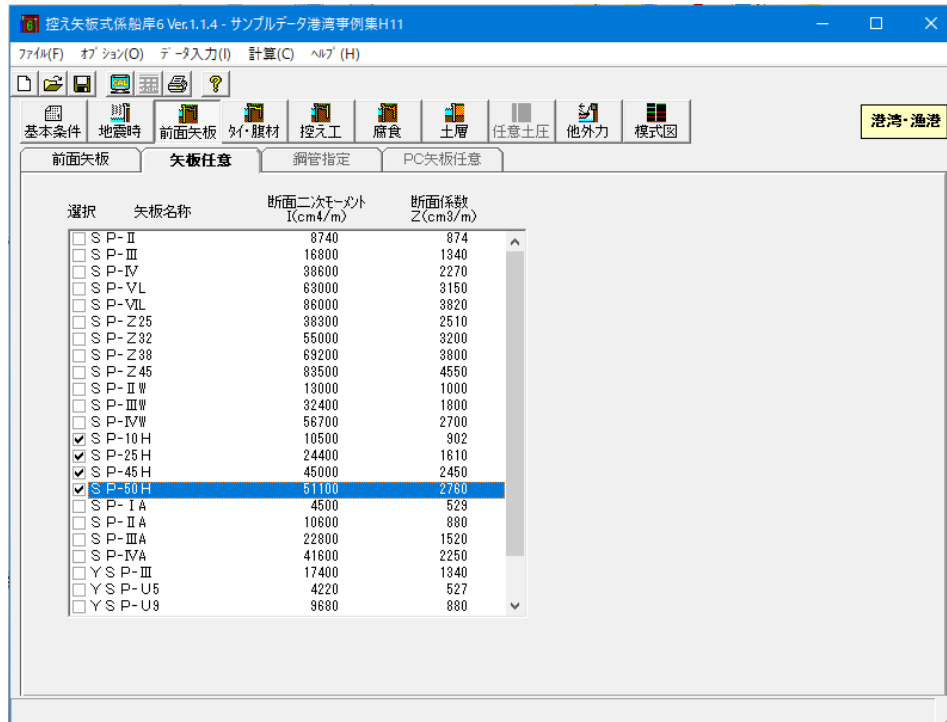 控え矢板式係船岸6 Ver.1.1.4 - サンプルデータ港湾事例集H11
ファイル(F) オプション(O) データ入力(I) 計算(C) ヘルプ(H)
基本条件 地震時 前面矢板 タイ・腹材 控え工 腐食 土層 任意土圧 他外力 模式図 港湾・漁港
前面矢板 矢板任意 鋼管指定 PC矢板任意
選択 矢板名称 断面二次モーメント I(cm4/m) 断面係数 Z(cm3/m)
ＳＰ-Ⅱ 8740 874
ＳＰ-Ⅲ 16800 1340
ＳＰ-Ⅳ 38600 2270
ＳＰ-ⅤL 63000 3150
ＳＰ-ⅥL 86000 3820
ＳＰ-Ｚ25 38300 2510
ＳＰ-Ｚ32 55000 3200
ＳＰ-Ｚ38 69200 3800
ＳＰ-Ｚ45 83500 4550
ＳＰ-ⅡW 13000 1000
ＳＰ-ⅢW 32400 1800
ＳＰ-ⅣW 56700 2700
ＳＰ-10Ｈ 10500 902
ＳＰ-25Ｈ 24400 1610
ＳＰ-45Ｈ 45000 2450
ＳＰ-50Ｈ 51100 2760
ＳＰ-ⅠA 4500 529
ＳＰ-ⅡA 10600 880
ＳＰ-ⅢA 22800 1520
ＳＰ-ⅣA 41600 2250
ＹＳＰ-Ⅲ 17400 1340
ＹＳＰ-Ｕ5 4220 527
ＹＳＰ-Ｕ9 9680 880